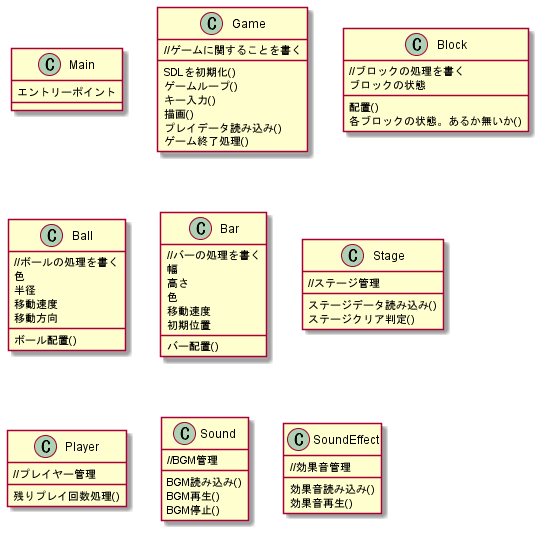 C Main
エントリーポイント
C Game
//ゲームに関することを書く
SDLを初期化()
ゲームループ()
キー入力()
描画()
プレイデータ読み込み()
ゲーム終了処理()
C Block
//ブロックの処理を書く
ブロックの状態
配置()
各ブロックの状態。あるか無いか()
C Ball
//ボールの処理を書く
色
半径
移動速度
移動方向
ボール配置()
C Bar
//バーの処理を書く
幅
高さ
色
移動速度
初期位置
バー配置()
C Stage
//ステージ管理
ステージデータ読み込み()
ステージクリア判定()
C Player
//プレイヤー管理
残りプレイ回数処理()
C Sound
//BGM管理
BGM読み込み()
BGM再生()
BGM停止()
C SoundEffect
//効果音管理
効果音読み込み()
効果音再生()